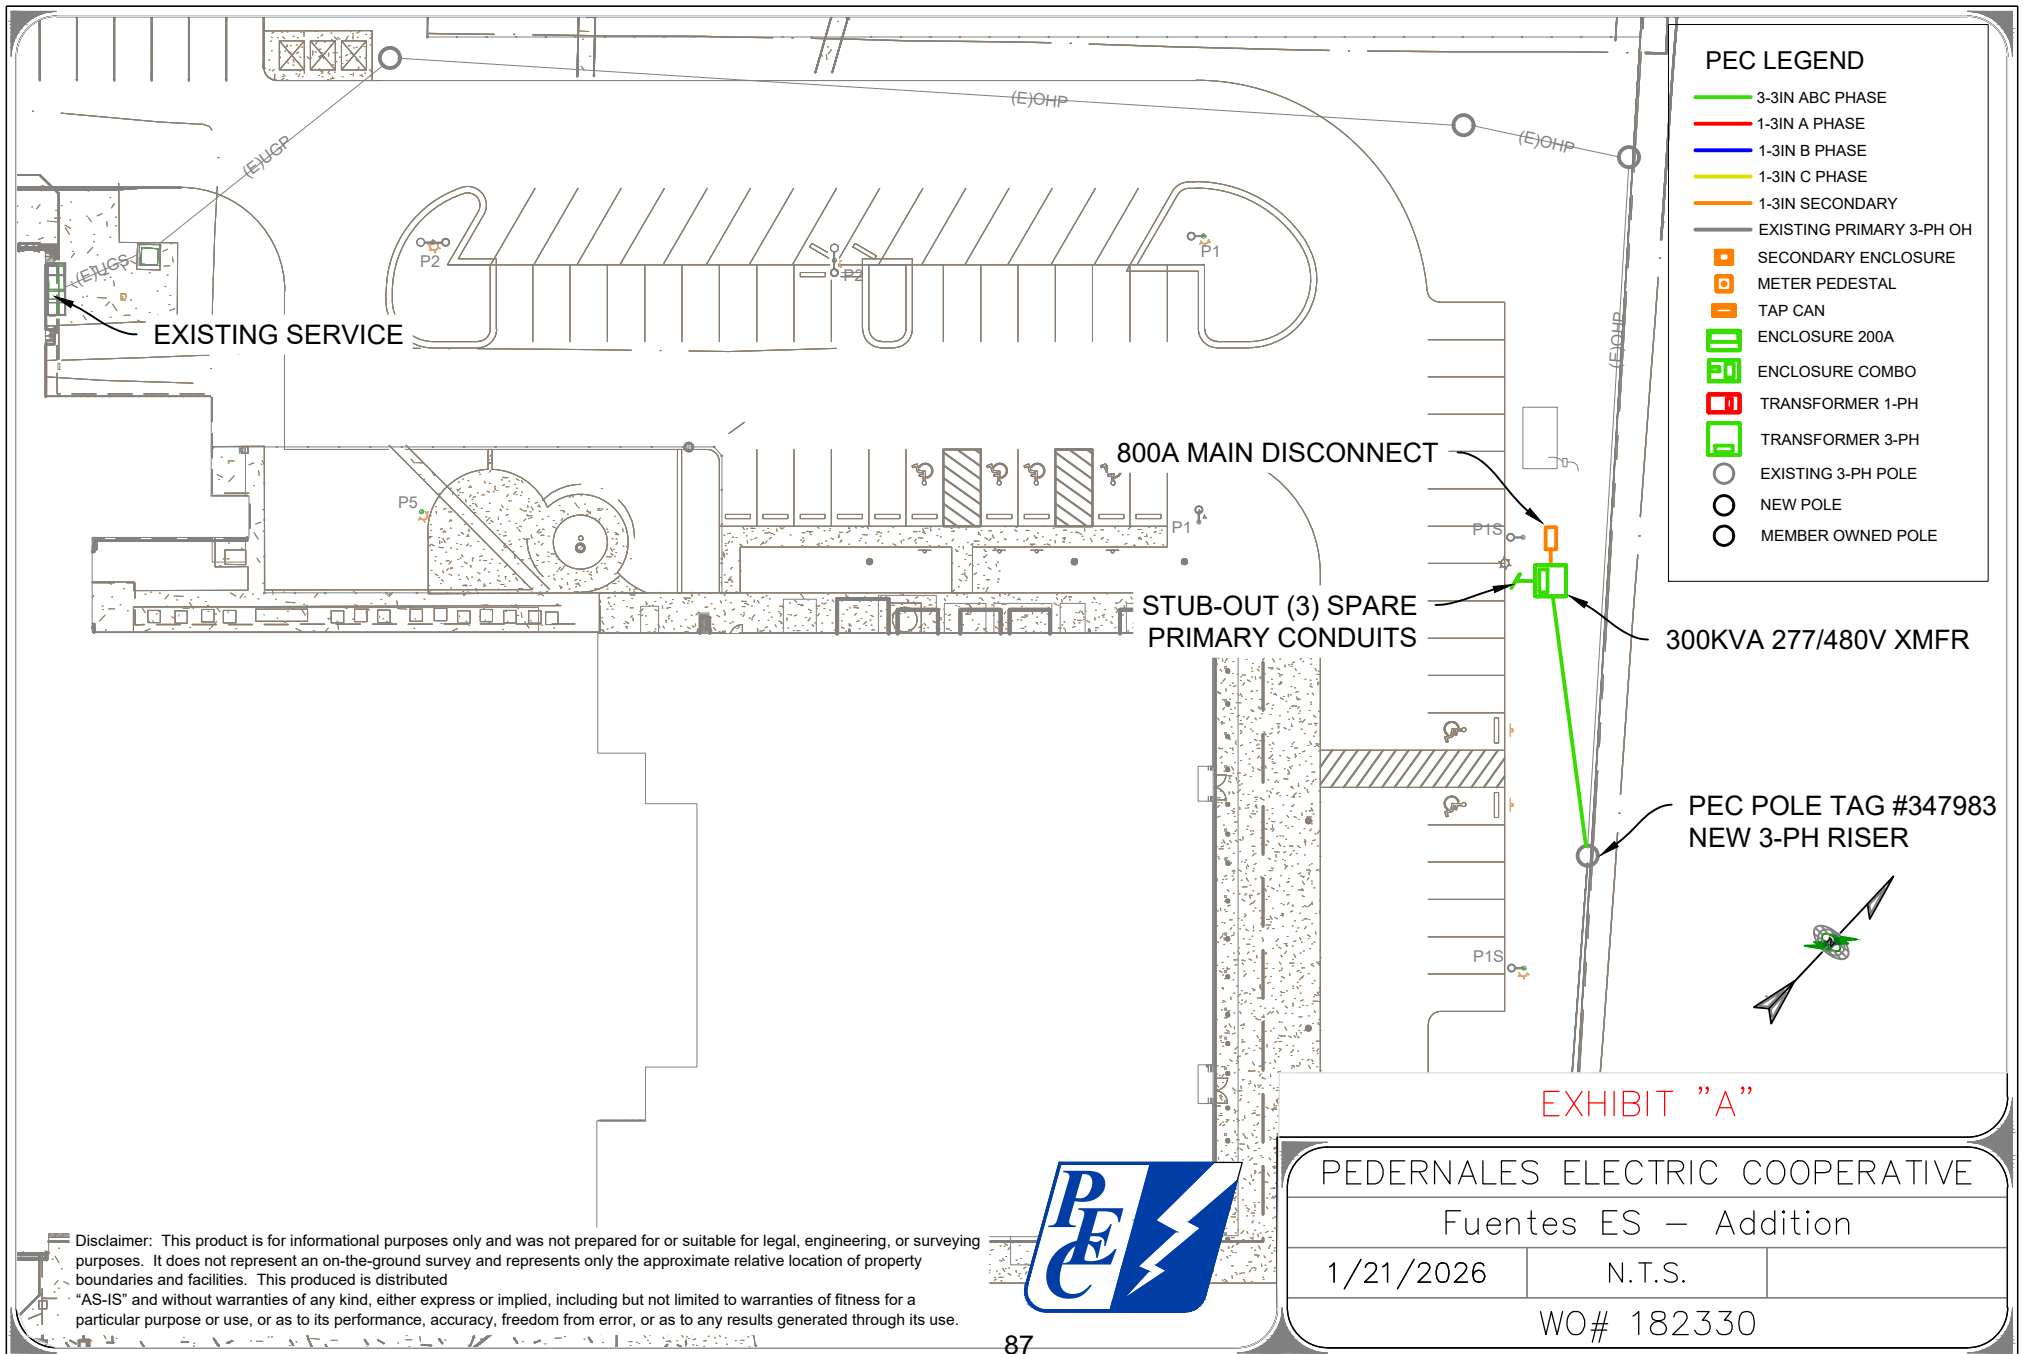 (E)OHP
(E)OHP
(E)UGP
(E)UGS
(E)OHP
EXISTING SERVICE
P2
P2
P1
P5
P1
P1S
P1S
800A MAIN DISCONNECT
STUB-OUT (3) SPARE
PRIMARY CONDUITS
300KVA 277/480V XMFR
PEC POLE TAG #347983
NEW 3-PH RISER
PEC LEGEND
3-3IN ABC PHASE
1-3IN A PHASE
1-3IN B PHASE
1-3IN C PHASE
1-3IN SECONDARY
EXISTING PRIMARY 3-PH OH
SECONDARY ENCLOSURE
METER PEDESTAL
TAP CAN
ENCLOSURE 200A
ENCLOSURE COMBO
TRANSFORMER 1-PH
TRANSFORMER 3-PH
EXISTING 3-PH POLE
NEW POLE
MEMBER OWNED POLE
EXHIBIT "A"
PEDERNALES ELECTRIC COOPERATIVE
Fuentes ES – Addition
1/21/2026
N.T.S.
WO# 182330
PEC
Disclaimer: This product is for informational purposes only and was not prepared for or suitable for legal, engineering, or surveying
purposes. It does not represent an on-the-ground survey and represents only the approximate relative location of property
boundaries and facilities. This produced is distributed
“AS-IS” and without warranties of any kind, either express or implied, including but not limited to warranties of fitness for a
particular purpose or use, or as to its performance, accuracy, freedom from error, or as to any results generated through its use.
87